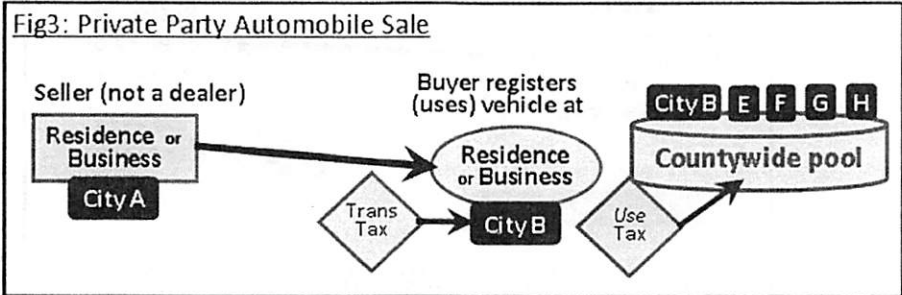 Fig3: Private Party Automobile Sale
Seller (not a dealer)
Residence or
Business
City A
Buyer registers
(uses) vehicle at
Residence
or Business
Trans
Tax
City B
City B E F G H
Countywide pool
Use
Tax